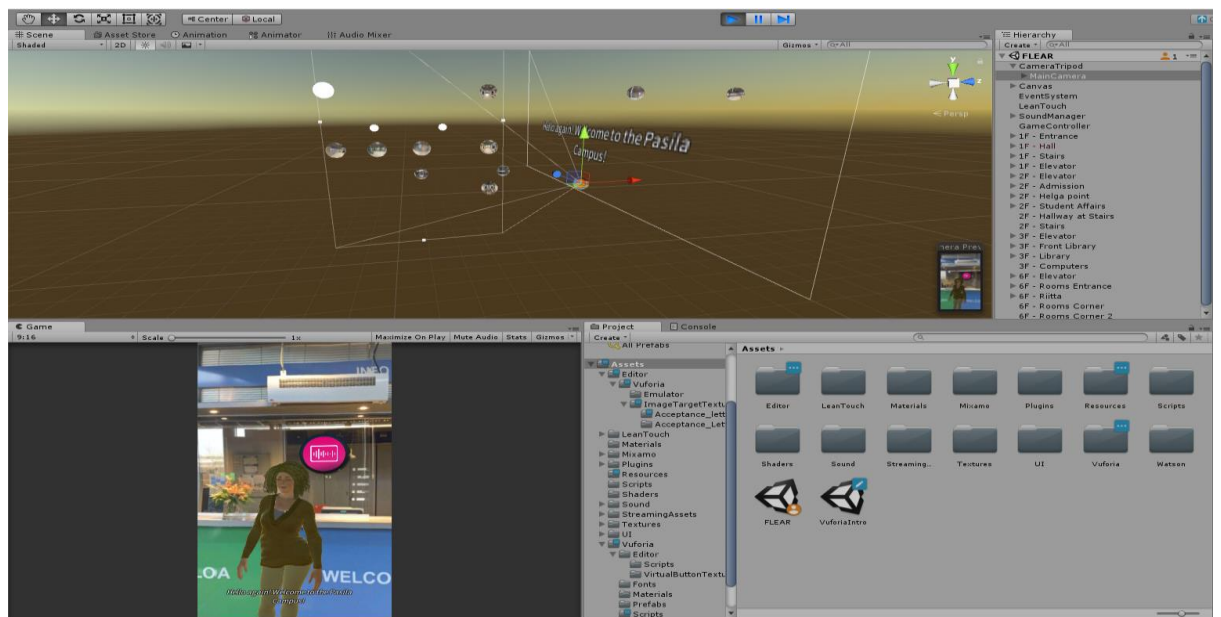 Center Local
Scene Asset Store Animation Animator Audio Mixer
Shaded 2D Gizmos All
Hello again! Welcome to the Pasila
Campus!
y
z
Persp
Hierarchy
Create All
FLEAR 1
CameraTripod
MainCamera
Canvas
EventSystem
LeanTouch
SoundManager
GameController
1F - Entrance
1F - Hall
1F - Stairs
1F - Elevator
2F - Elevator
2F - Admission
2F - Helga point
2F - Student Affairs
2F - Hallway at Stairs
2F - Stairs
3F - Elevator
3F - Front Library
3F - Library
3F - Computers
6F - Elevator
6F - Rooms Entrance
6F - Riitta
6F - Rooms Corner
6F - Rooms Corner 2
Game
9:16 Scale 1x Maximize On Play Mute Audio Stats Gizmos
INFO
LOA WELCO
Hello again! Welcome to the Pasila
Campus!
Project Console
Create
All Prefabs
Assets
Editor
Vuforia
Emulator
ImageTargetTextu
Acceptance_lett
Acceptance_Let
LeanTouch
Materials
Mixamo
Plugins
Resources
Scripts
Shaders
Sound
StreamingAssets
Textures
UI
Vuforia
Editor
Scripts
VirtualButtonTextu
Fonts
Materials
Prefabs
Scripts
Assets
Editor LeanTouch Materials Mixamo Plugins Resources Scripts
Shaders Sound Streaming.. Textures UI Vuforia Watson
FLEAR VuforiaIntro